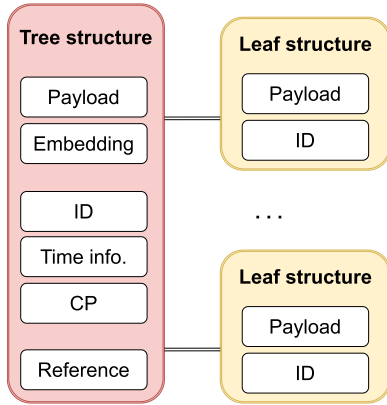 Tree structure
Payload
Embedding
ID
Time info.
CP
Reference
Leaf structure
Payload
ID
...
Leaf structure
Payload
ID